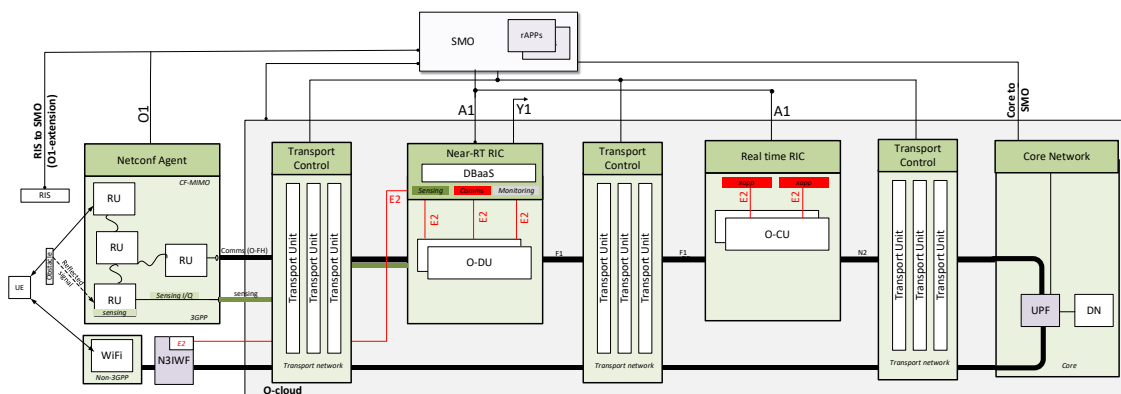 SMO
rAPPs
RIS to SMO
(O1-extension)
O1
A1
Y1
A1
Core to
SMO
Netconf Agent
CF-MIMO
RU
RU
RU
RU
sensing
Sensing I/Q
3GPP
RIS
UE
Obstacle
Reflected
signal
WiFi
Non-3GPP
E2
N3IWF
Comms (O-FH)
sensing
Transport
Control
Transport Unit
Transport Unit
Transport Unit
Transport network
O-cloud
E2
Near-RT RIC
DBaaS
Sensing
Comms
Monitoring
E2
E2
E2
O-DU
F1
Transport
Control
Transport Unit
Transport Unit
Transport Unit
Transport network
F1
Real time RIC
xapp
xapp
E2
E2
O-CU
N2
Transport
Control
Transport Unit
Transport Unit
Transport Unit
Transport network
Core Network
UPF
DN
Core